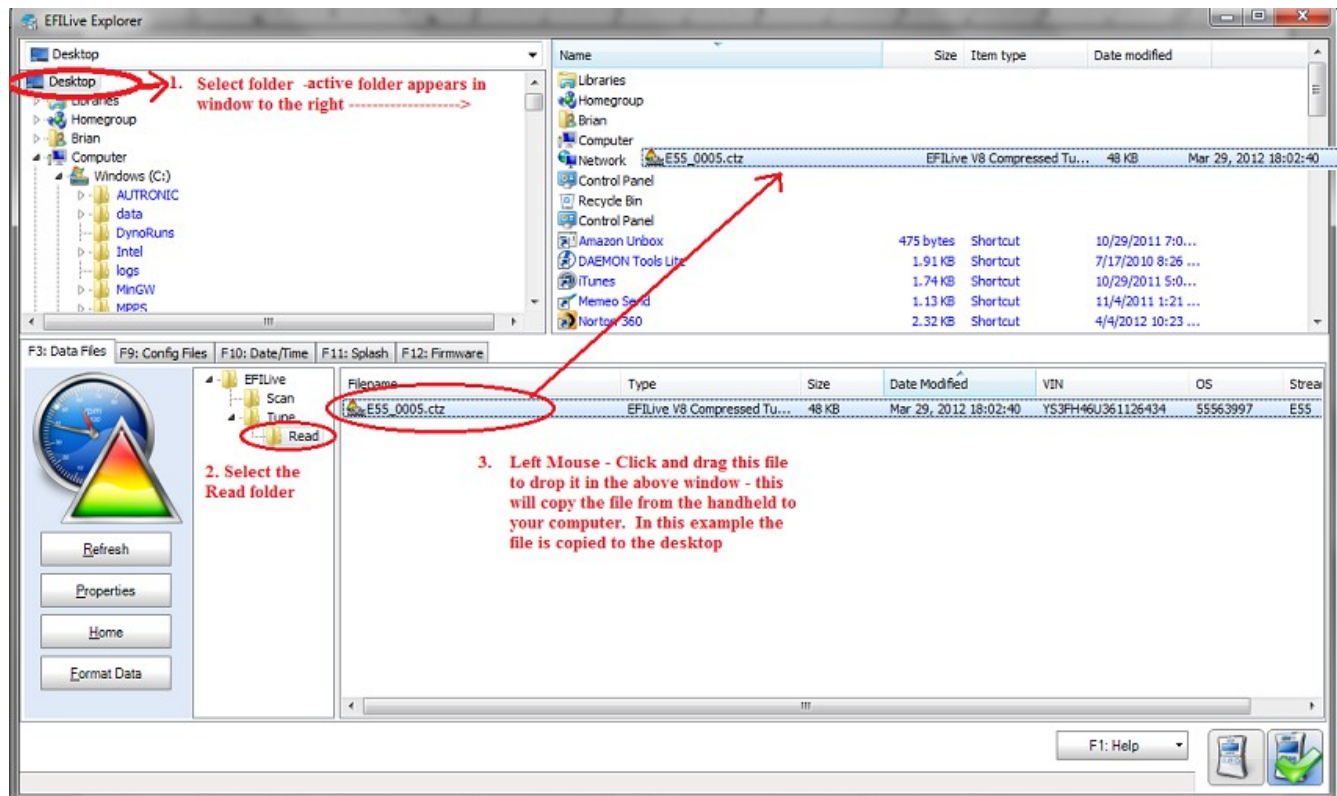 EFILive Explorer
Desktop
Desktop
1. Select folder -active folder appears in
window to the right ------------------->
Libraries
Homegroup
Brian
Computer
Windows (C:)
AUTRONIC
data
DynoRuns
Intel
logs
MinGW
MPPS
Name Size Item type Date modified
Libraries
Homegroup
Brian
Computer
Network E55_0005.ctz EFILive V8 Compressed Tu... 48 KB Mar 29, 2012 18:02:40
Control Panel
Recycle Bin
Control Panel
Amazon Unbox 475 bytes Shortcut 10/29/2011 7:0...
DAEMON Tools Lite 1.91 KB Shortcut 7/17/2010 8:26 ...
iTunes 1.74 KB Shortcut 10/29/2011 5:0...
Memeo Send 1.13 KB Shortcut 11/4/2011 1:21 ...
Norton 360 2.32 KB Shortcut 4/4/2012 10:23 ...
F3: Data Files F9: Config Files F10: Date/Time F11: Splash F12: Firmware
rpm
Refresh
Properties
Home
Format Data
EFILive
Scan
Tune
Read
2. Select the
Read folder
Filename Type Size Date Modified VIN OS Strea
E55_0005.ctz EFILive V8 Compressed Tu... 48 KB Mar 29, 2012 18:02:40 YS3FH46U361126434 55563997 E55
3. Left Mouse - Click and drag this file
to drop it in the above window - this
will copy the file from the handheld to
your computer. In this example the
file is copied to the desktop
F1: Help